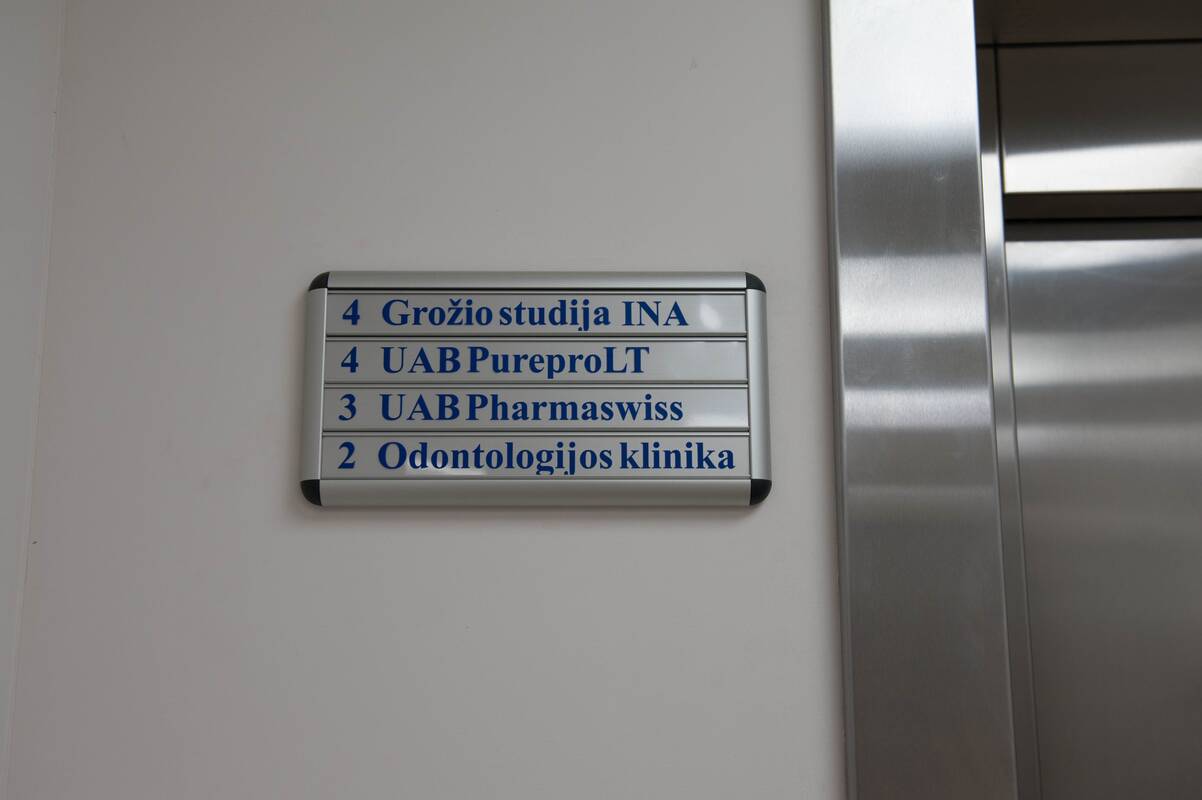 4 Grožio studija INA
4 UAB PureproLT
3 UAB Pharmaswiss
2 Odontologijos klinika